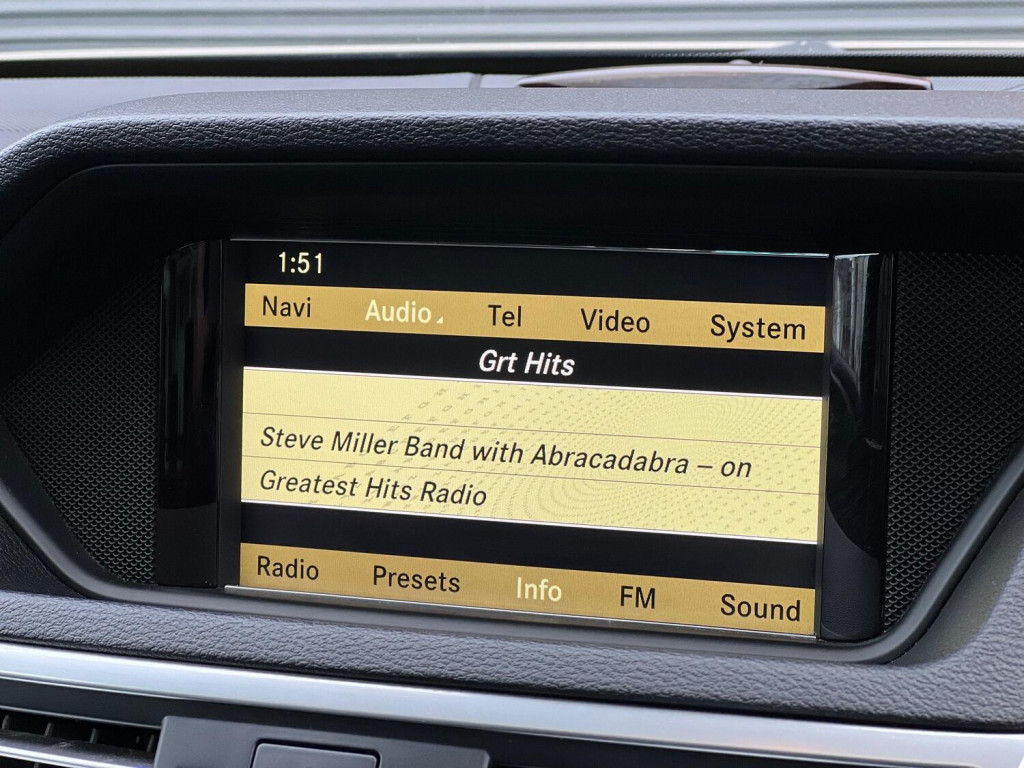 1:51
Navi Audio Tel Video System
Grt Hits
Steve Miller Band with Abracadabra – on
Greatest Hits Radio
Radio Presets Info FM Sound